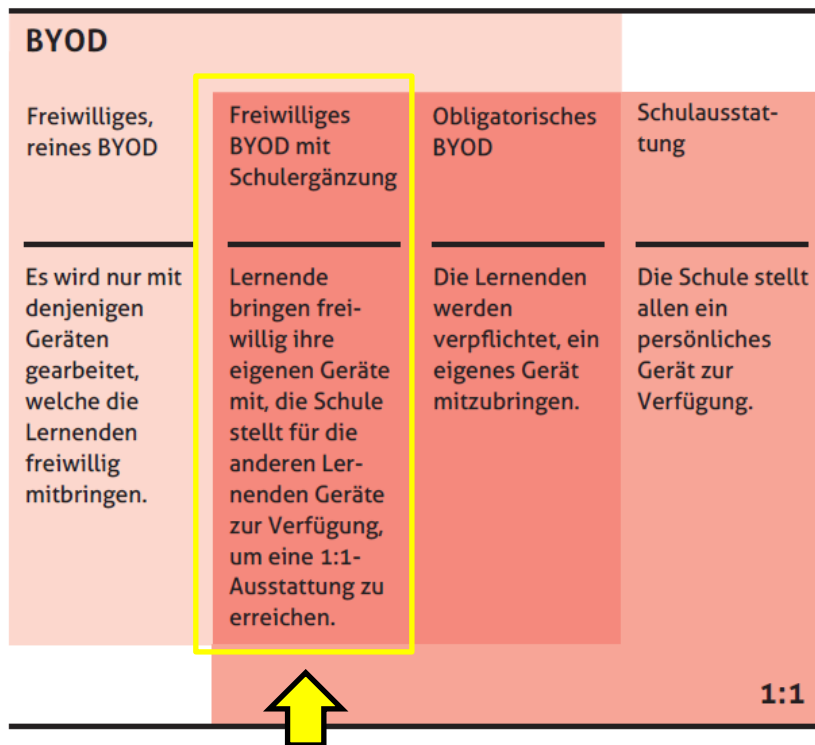 BYOD
Freiwilliges,
reines BYOD
Es wird nur mit
denjenigen
Geräten
gearbeitet,
welche die
Lernenden
freiwillig
mitbringen.
Freiwilliges
BYOD mit
Schulergänzung
Lernende
bringen frei-
willig ihre
eigenen Geräte
mit, die Schule
stellt für die
anderen Ler-
nenden Geräte
zur Verfügung,
um eine 1:1-
Ausstattung zu
erreichen.
Obligatorisches
BYOD
Die Lernenden
werden
verpflichtet, ein
eigenes Gerät
mitzubringen.
Schulausstat-
tung
Die Schule stellt
allen ein
persönliches
Gerät zur
Verfügung.
1:1